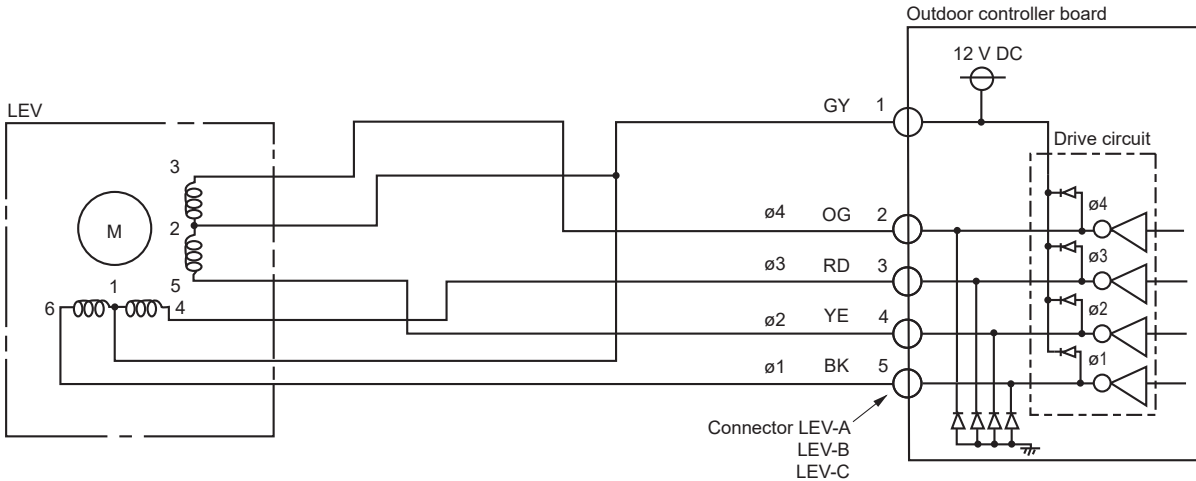 Outdoor controller board
12 V DC
LEV
GY 1
Drive circuit
3
ø4
ø4 OG 2
2
M
ø3
ø3 RD 3
5
1
6
4
ø2
ø2 YE 4
ø1
ø1 BK 5
Connector LEV-A
LEV-B
LEV-C